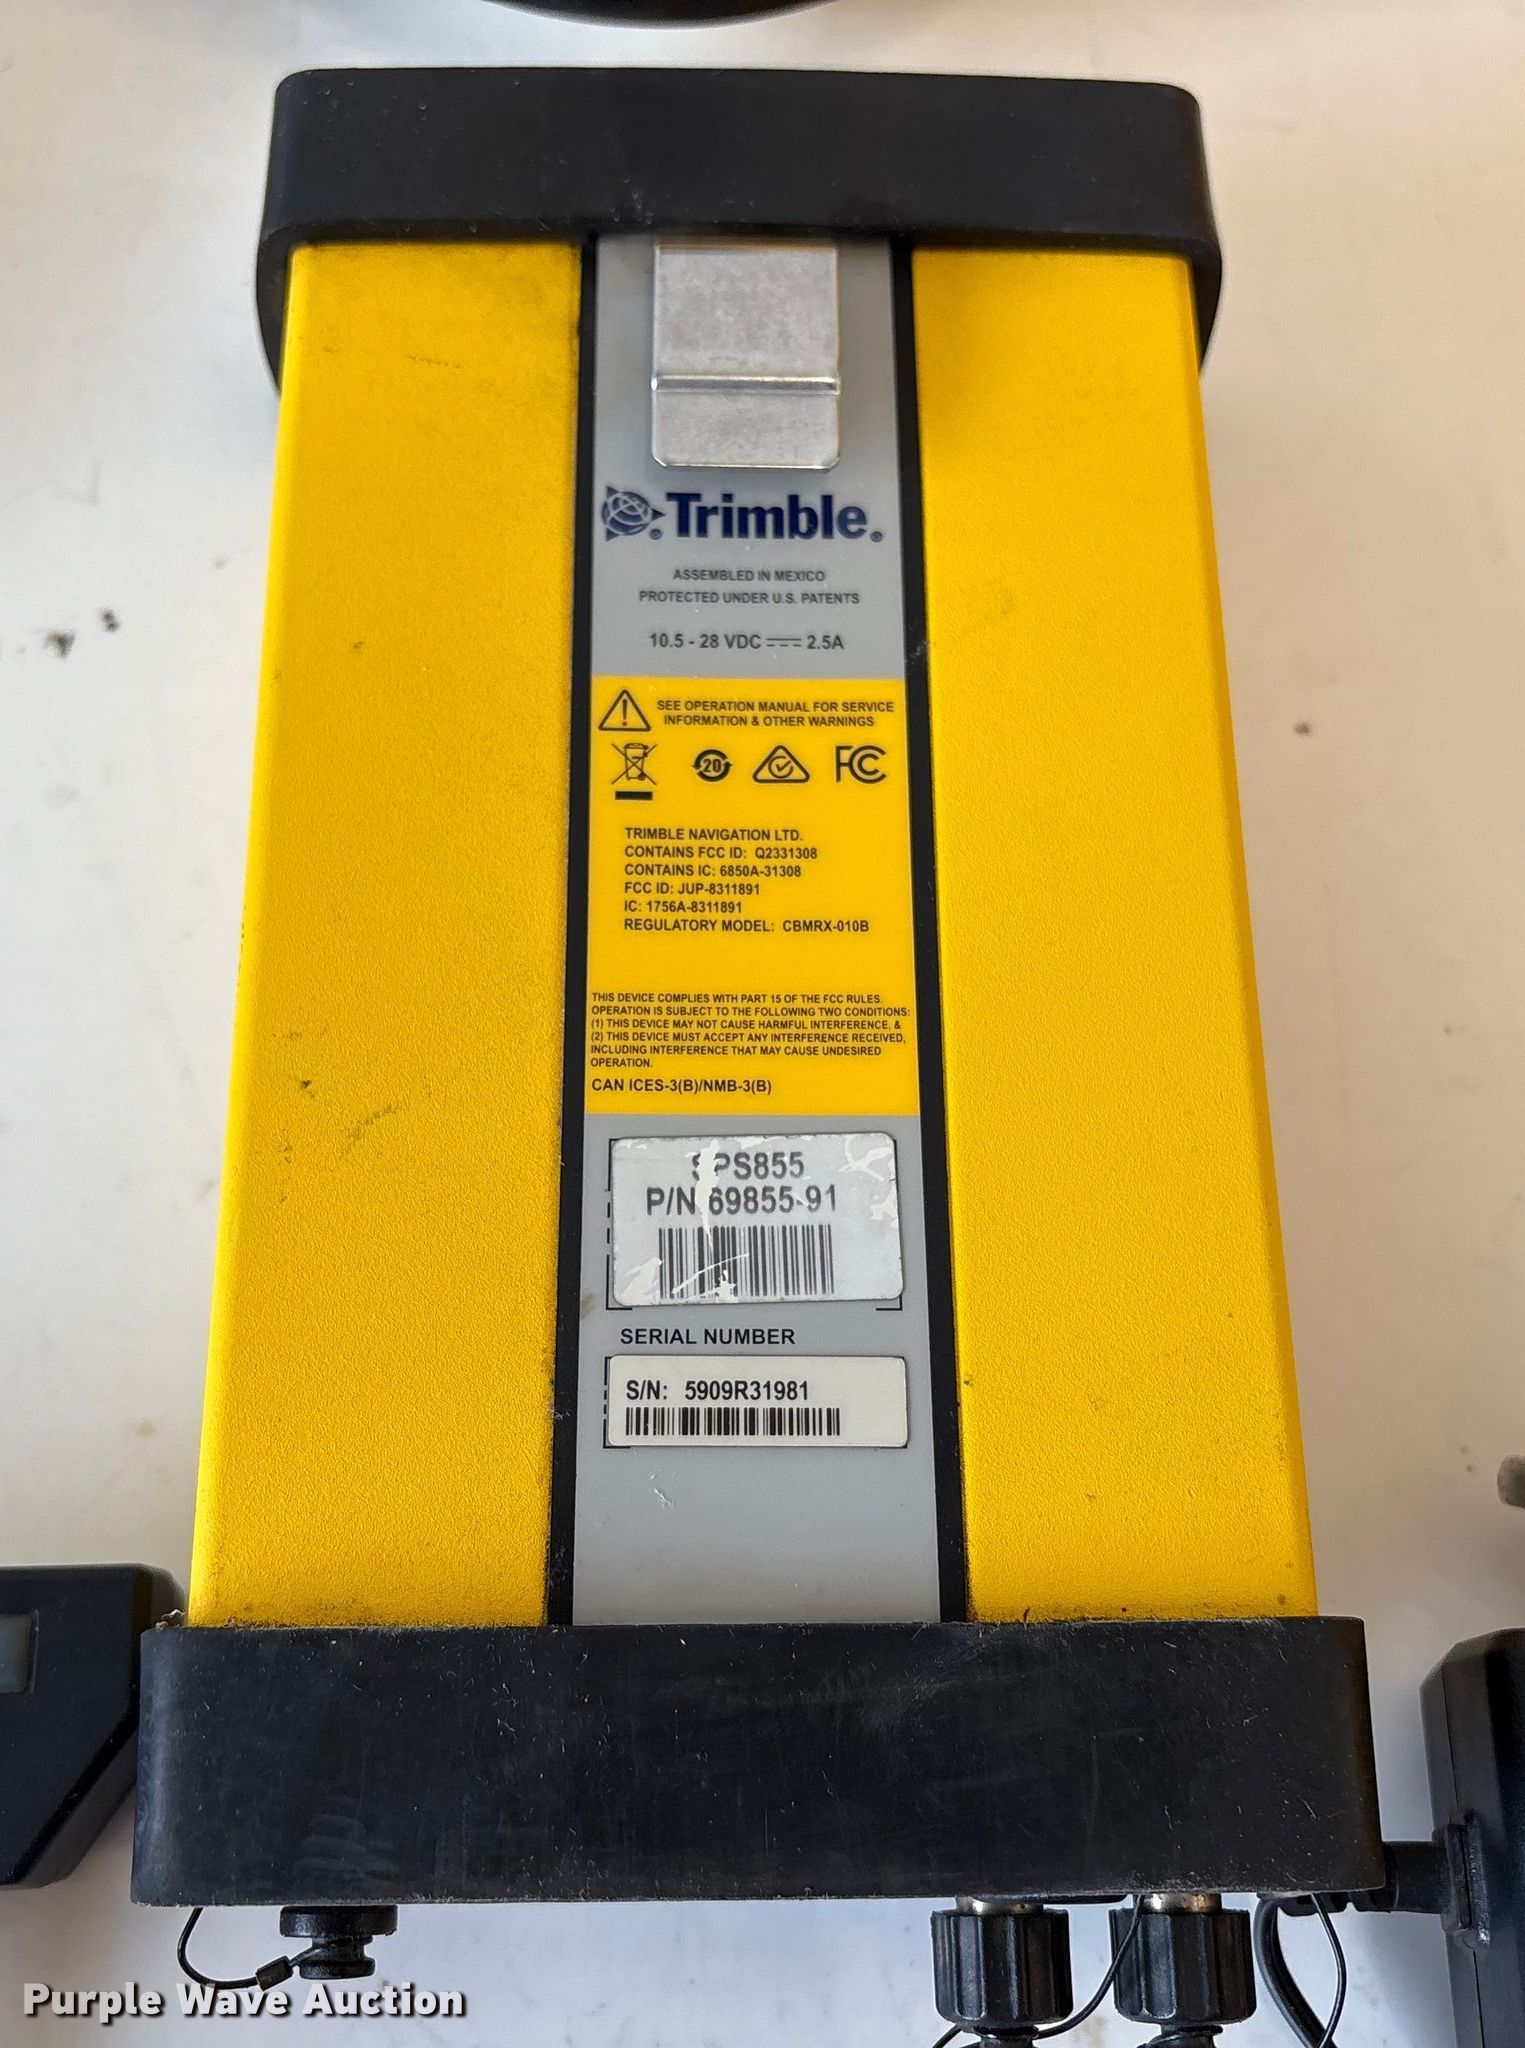 Trimble
ASSEMBLED IN MEXICO
PROTECTED UNDER U.S. PATENTS
10.5 - 28 VDC 2.5A
SEE OPERATION MANUAL FOR SERVICE
INFORMATION & OTHER WARNINGS
20
FC
TRIMBLE NAVIGATION LTD.
CONTAINS FCC ID: Q2331308
CONTAINS IC: 6850A-31308
FCC ID: JUP-8311891
IC: 1756A-8311891
REGULATORY MODEL: CBMRX-010B
THIS DEVICE COMPLIES WITH PART 15 OF THE FCC RULES.
OPERATION IS SUBJECT TO THE FOLLOWING TWO CONDITIONS:
(1) THIS DEVICE MAY NOT CAUSE HARMFUL INTERFERENCE, &
(2) THIS DEVICE MUST ACCEPT ANY INTERFERENCE RECEIVED,
INCLUDING INTERFERENCE THAT MAY CAUSE UNDESIRED
OPERATION.
CAN ICES-3(B)/NMB-3(B)
SPS855
P/N 69855-91
SERIAL NUMBER
S/N: 5909R31981
Purple Wave Auction